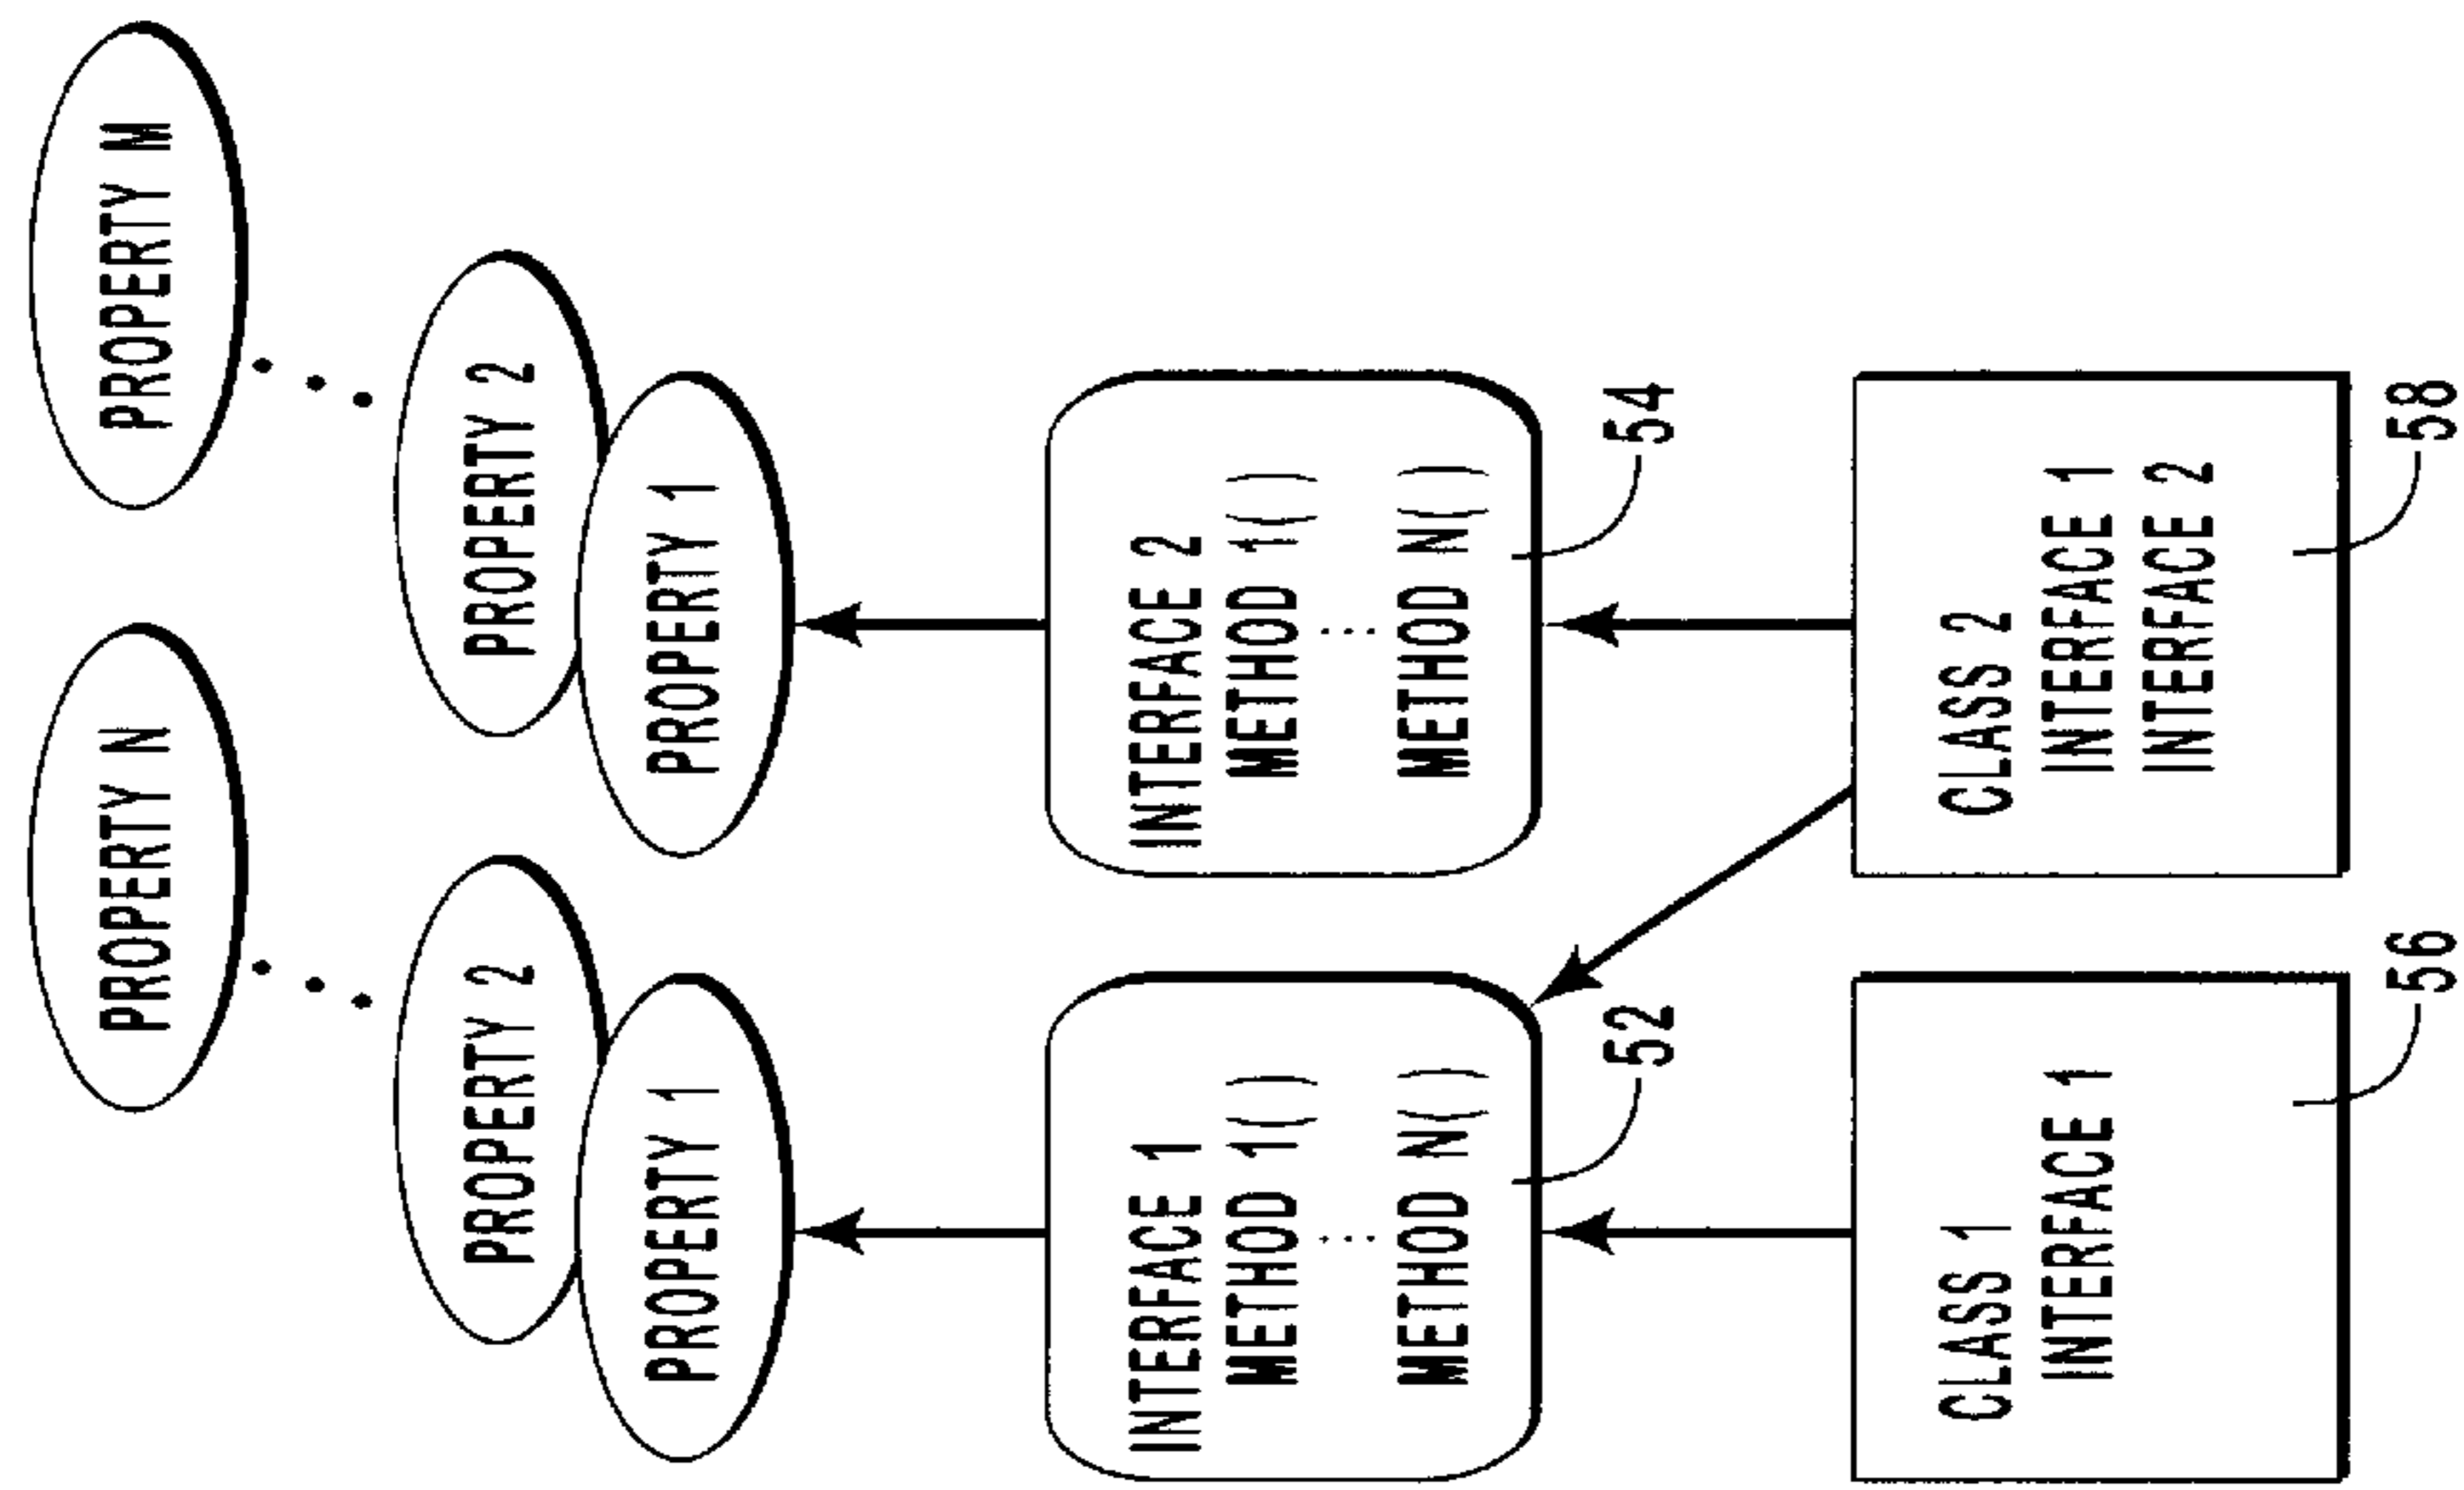 PROPERTY N
PROPERTY M
PROPERTY 2
PROPERTY 2
PROPERTY 1
PROPERTY 1
INTERFACE 1
METHOD 1()
...
METHOD N()
52
INTERFACE 2
METHOD 1()
...
METHOD N()
54
CLASS 1
INTERFACE 1
56
CLASS 2
INTERFACE 1
INTERFACE 2
58